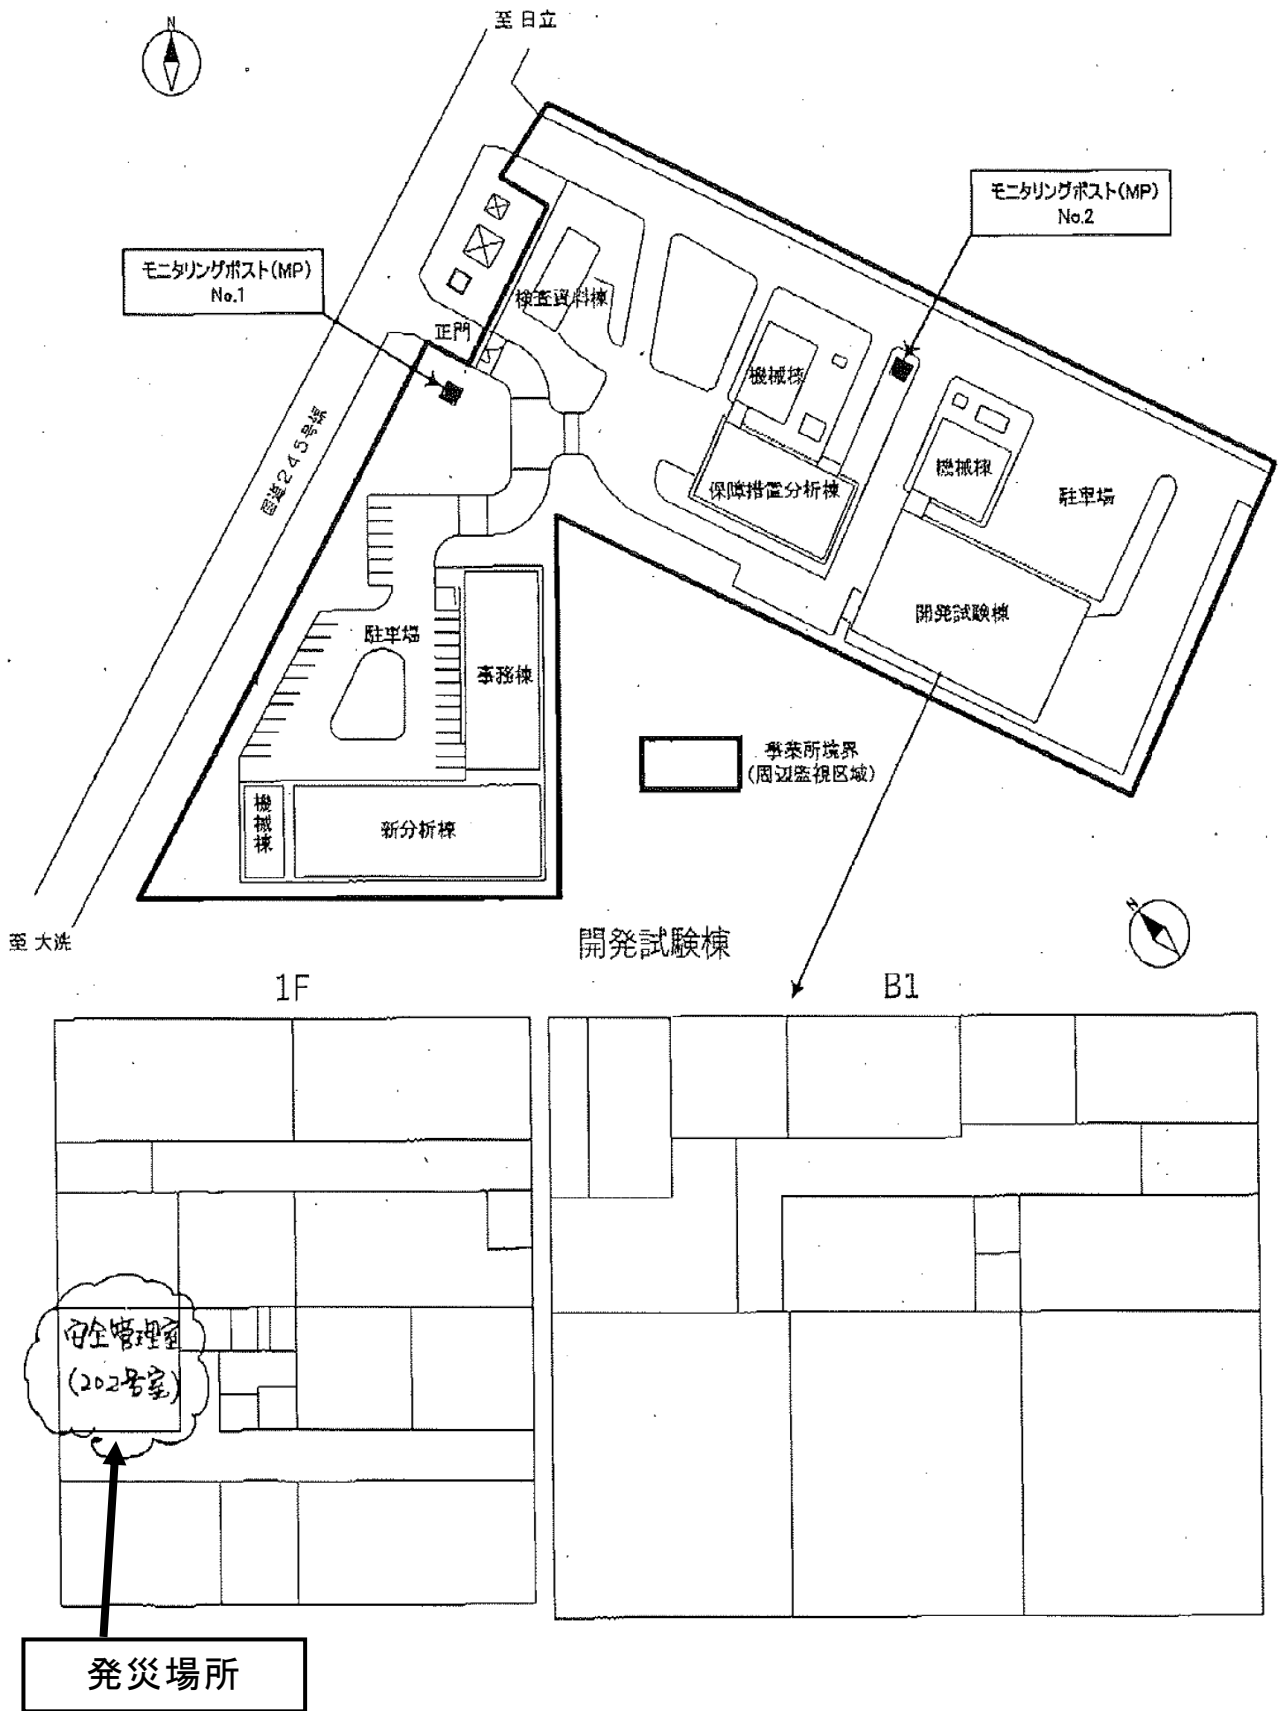 至 日立
N
モニタリングポスト(MP)
No.2
モニタリングポスト(MP)
No.1
検査資料棟
正門
機械棟
国道245号線
機械棟
保障措置分析棟
駐車場
開発試験棟
駐車場
事務棟
事業所境界
(周辺監視区域)
機械棟
新分析棟
N
至 大洗
開発試験棟
1F
B1
安全管理室
(202号室)
発災場所